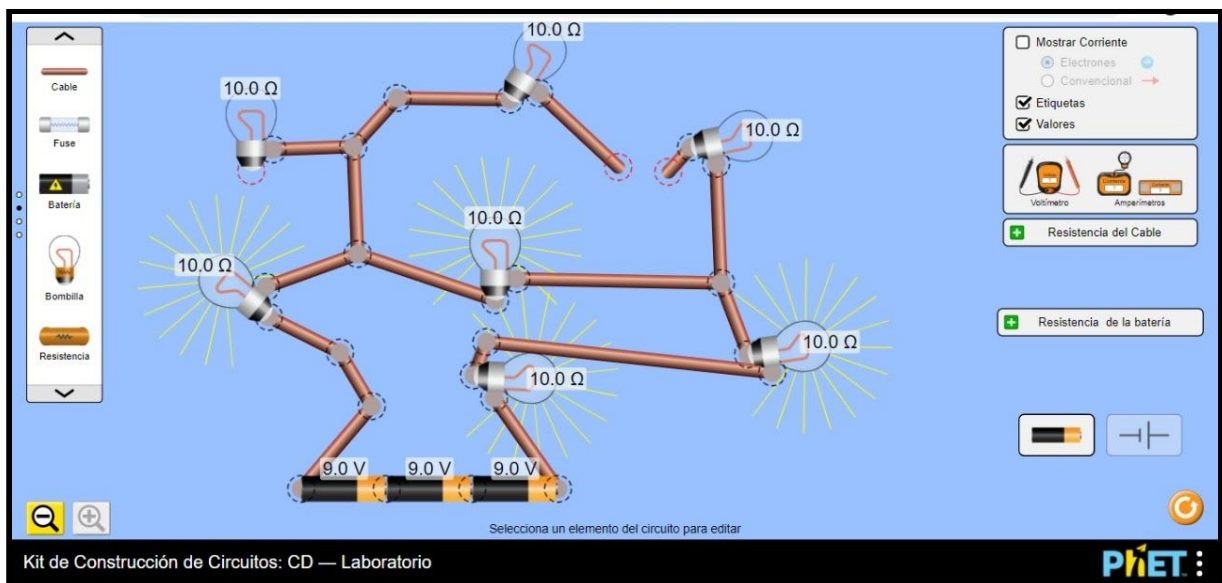 Cable
Fuse
Batería
Bombilla
Resistencia
10.0 Ω
10.0 Ω
10.0 Ω
10.0 Ω
10.0 Ω
10.0 Ω
10.0 Ω
9.0 V
9.0 V
9.0 V
Selecciona un elemento del circuito para editar
Mostrar Corriente
Electrones
Convencional
Etiquetas
Valores
Voltímetro
Amperímetros
Resistencia del Cable
Resistencia de la batería
Kit de Construcción de Circuitos: CD — Laboratorio
PhET